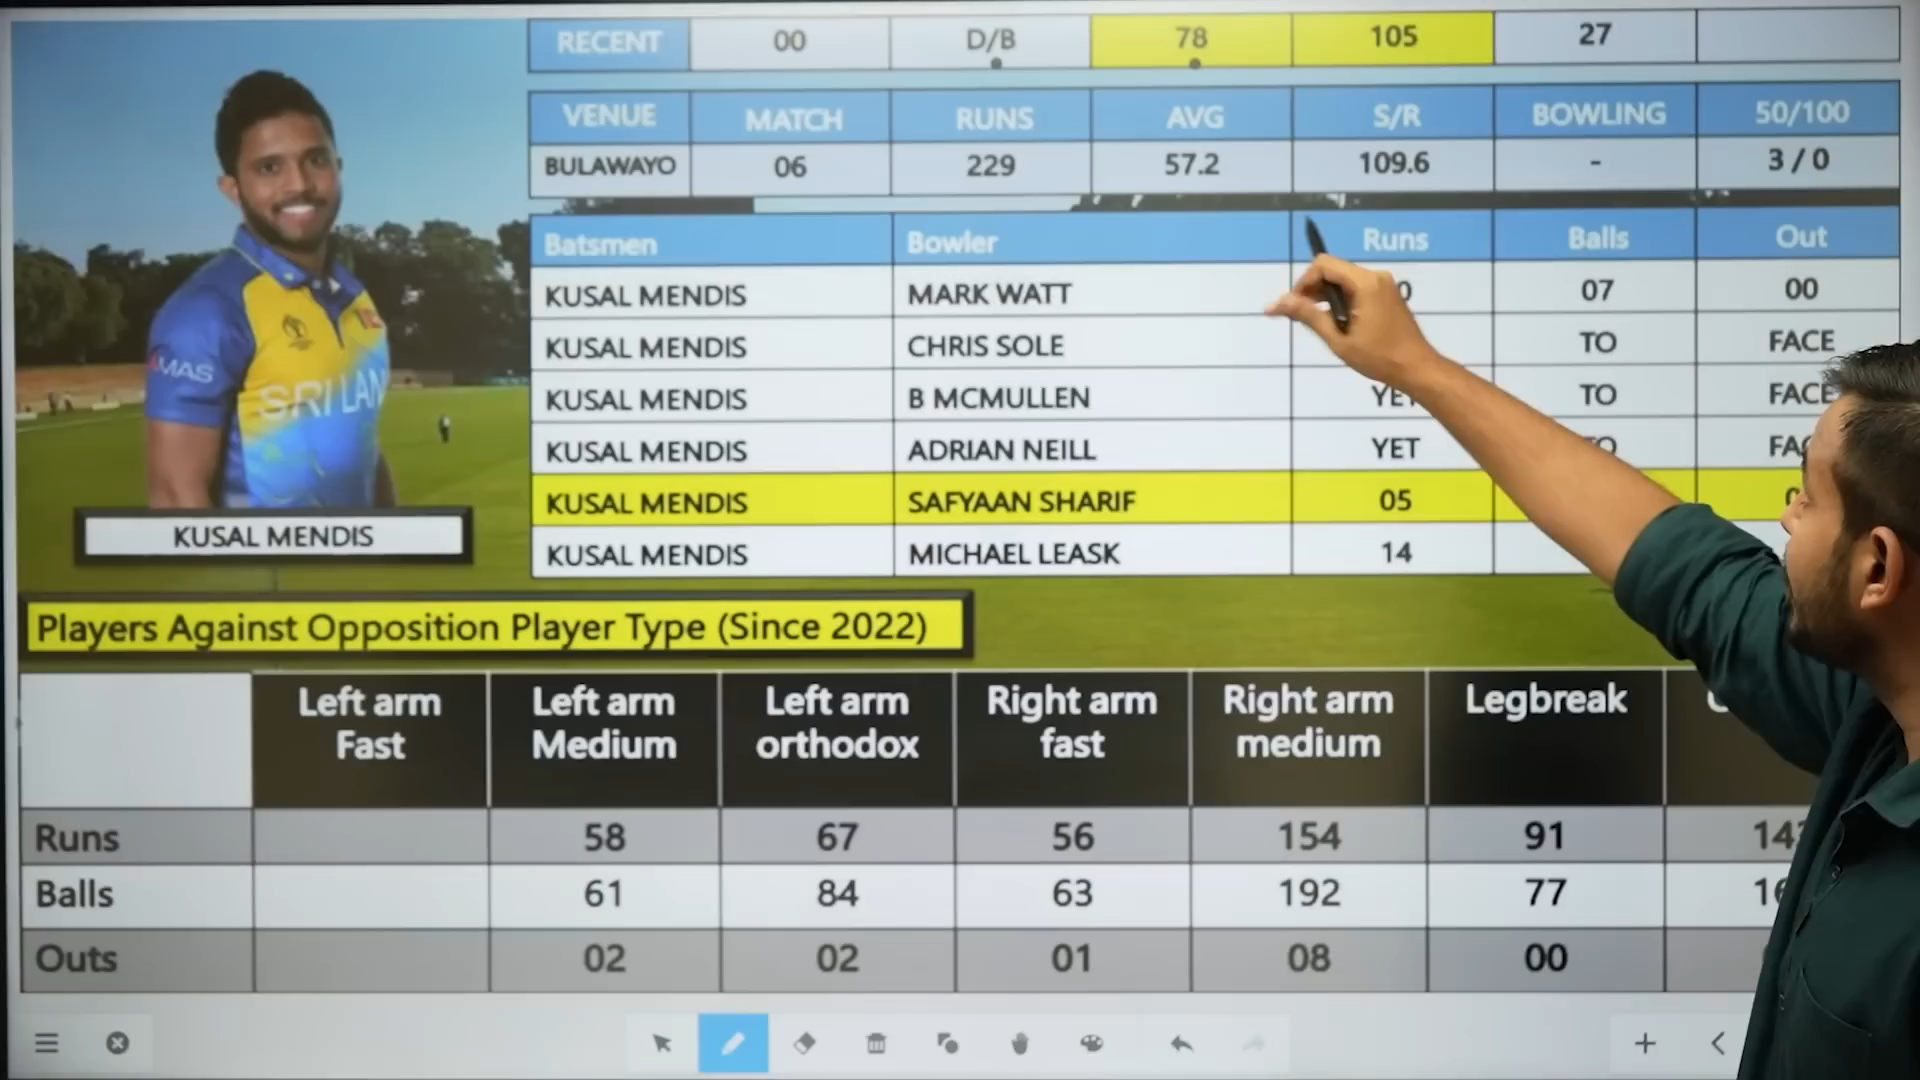 RECENT 00 D/B 78 105 27
VENUE MATCH RUNS AVG S/R BOWLING 50/100
BULAWAYO 06 229 57.2 109.6 - 3 / 0
Batsmen Bowler Runs Balls Out
KUSAL MENDIS MARK WATT 07 00
KUSAL MENDIS CHRIS SOLE TO FACE
KUSAL MENDIS B MCMULLEN YET TO FACE
KUSAL MENDIS ADRIAN NEILL YET
KUSAL MENDIS SAFYAAN SHARIF 05
KUSAL MENDIS MICHAEL LEASK 14
MAS
SRI LAN
KUSAL MENDIS
Players Against Opposition Player Type (Since 2022)
Left arm Fast Left arm Medium Left arm orthodox Right arm fast Right arm medium Legbreak
Runs 58 67 56 154 91
Balls 61 84 63 192 77
Outs 02 02 01 08 00